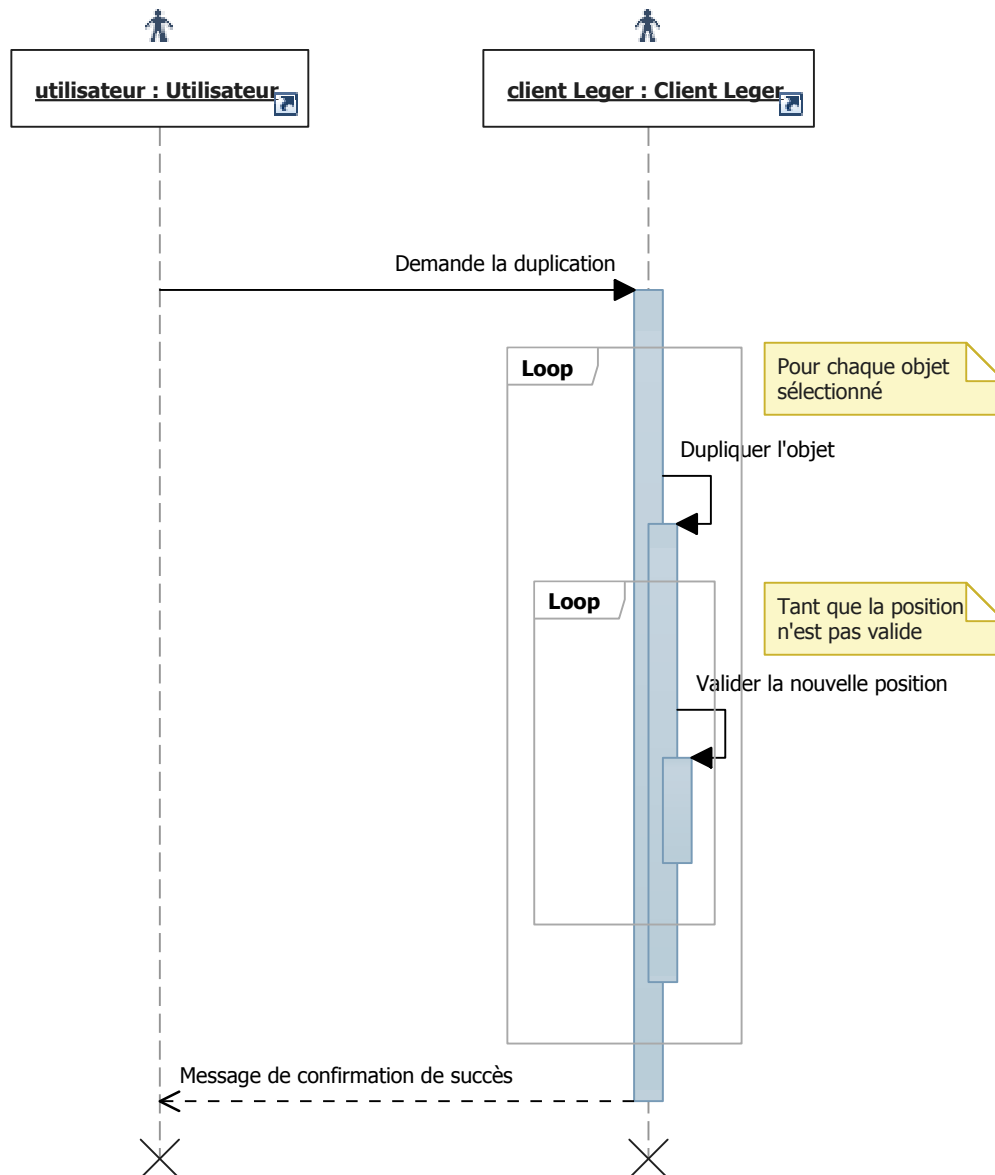 utilisateur : Utilisateur
client Leger : Client Leger
Demande la duplication
Loop
Pour chaque objet
sélectionné
Dupliquer l'objet
Loop
Tant que la position
n'est pas valide
Valider la nouvelle position
Message de confirmation de succès